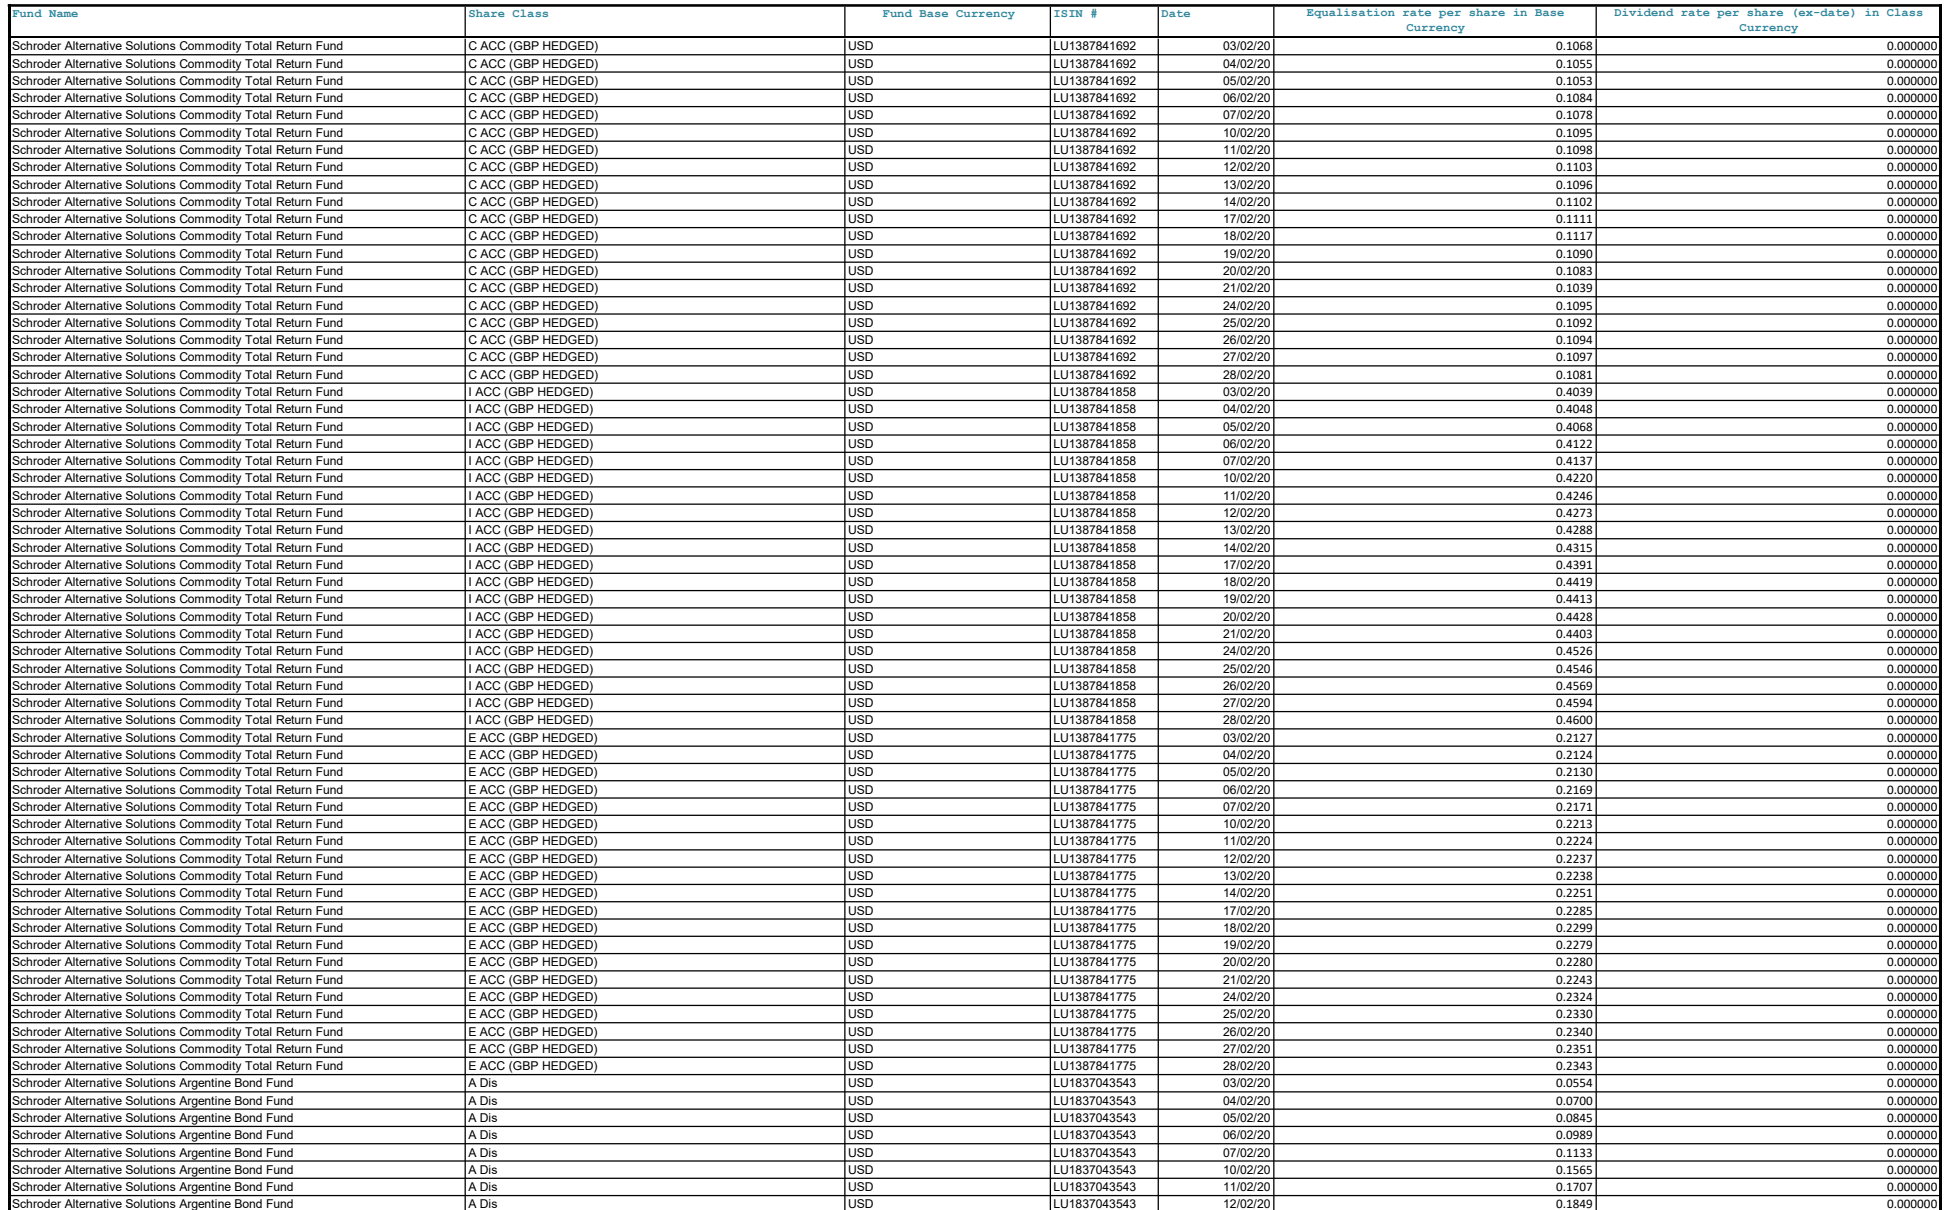 Fund Name Share Class Fund Base Currency ISIN # Date Equalisation rate per share in Base Currency Dividend rate per share (ex-date) in Class Currency
Schroder Alternative Solutions Commodity Total Return Fund C ACC (GBP HEDGED) USD LU1387841692 03/02/20 0.1068 0.000000
Schroder Alternative Solutions Commodity Total Return Fund C ACC (GBP HEDGED) USD LU1387841692 04/02/20 0.1055 0.000000
Schroder Alternative Solutions Commodity Total Return Fund C ACC (GBP HEDGED) USD LU1387841692 05/02/20 0.1053 0.000000
Schroder Alternative Solutions Commodity Total Return Fund C ACC (GBP HEDGED) USD LU1387841692 06/02/20 0.1084 0.000000
Schroder Alternative Solutions Commodity Total Return Fund C ACC (GBP HEDGED) USD LU1387841692 07/02/20 0.1078 0.000000
Schroder Alternative Solutions Commodity Total Return Fund C ACC (GBP HEDGED) USD LU1387841692 10/02/20 0.1095 0.000000
Schroder Alternative Solutions Commodity Total Return Fund C ACC (GBP HEDGED) USD LU1387841692 11/02/20 0.1098 0.000000
Schroder Alternative Solutions Commodity Total Return Fund C ACC (GBP HEDGED) USD LU1387841692 12/02/20 0.1103 0.000000
Schroder Alternative Solutions Commodity Total Return Fund C ACC (GBP HEDGED) USD LU1387841692 13/02/20 0.1096 0.000000
Schroder Alternative Solutions Commodity Total Return Fund C ACC (GBP HEDGED) USD LU1387841692 14/02/20 0.1102 0.000000
Schroder Alternative Solutions Commodity Total Return Fund C ACC (GBP HEDGED) USD LU1387841692 17/02/20 0.1111 0.000000
Schroder Alternative Solutions Commodity Total Return Fund C ACC (GBP HEDGED) USD LU1387841692 18/02/20 0.1117 0.000000
Schroder Alternative Solutions Commodity Total Return Fund C ACC (GBP HEDGED) USD LU1387841692 19/02/20 0.1090 0.000000
Schroder Alternative Solutions Commodity Total Return Fund C ACC (GBP HEDGED) USD LU1387841692 20/02/20 0.1083 0.000000
Schroder Alternative Solutions Commodity Total Return Fund C ACC (GBP HEDGED) USD LU1387841692 21/02/20 0.1039 0.000000
Schroder Alternative Solutions Commodity Total Return Fund C ACC (GBP HEDGED) USD LU1387841692 24/02/20 0.1095 0.000000
Schroder Alternative Solutions Commodity Total Return Fund C ACC (GBP HEDGED) USD LU1387841692 25/02/20 0.1092 0.000000
Schroder Alternative Solutions Commodity Total Return Fund C ACC (GBP HEDGED) USD LU1387841692 26/02/20 0.1094 0.000000
Schroder Alternative Solutions Commodity Total Return Fund C ACC (GBP HEDGED) USD LU1387841692 27/02/20 0.1097 0.000000
Schroder Alternative Solutions Commodity Total Return Fund C ACC (GBP HEDGED) USD LU1387841692 28/02/20 0.1081 0.000000
Schroder Alternative Solutions Commodity Total Return Fund I ACC (GBP HEDGED) USD LU1387841858 03/02/20 0.4039 0.000000
Schroder Alternative Solutions Commodity Total Return Fund I ACC (GBP HEDGED) USD LU1387841858 04/02/20 0.4048 0.000000
Schroder Alternative Solutions Commodity Total Return Fund I ACC (GBP HEDGED) USD LU1387841858 05/02/20 0.4068 0.000000
Schroder Alternative Solutions Commodity Total Return Fund I ACC (GBP HEDGED) USD LU1387841858 06/02/20 0.4122 0.000000
Schroder Alternative Solutions Commodity Total Return Fund I ACC (GBP HEDGED) USD LU1387841858 07/02/20 0.4137 0.000000
Schroder Alternative Solutions Commodity Total Return Fund I ACC (GBP HEDGED) USD LU1387841858 10/02/20 0.4220 0.000000
Schroder Alternative Solutions Commodity Total Return Fund I ACC (GBP HEDGED) USD LU1387841858 11/02/20 0.4246 0.000000
Schroder Alternative Solutions Commodity Total Return Fund I ACC (GBP HEDGED) USD LU1387841858 12/02/20 0.4273 0.000000
Schroder Alternative Solutions Commodity Total Return Fund I ACC (GBP HEDGED) USD LU1387841858 13/02/20 0.4288 0.000000
Schroder Alternative Solutions Commodity Total Return Fund I ACC (GBP HEDGED) USD LU1387841858 14/02/20 0.4315 0.000000
Schroder Alternative Solutions Commodity Total Return Fund I ACC (GBP HEDGED) USD LU1387841858 17/02/20 0.4391 0.000000
Schroder Alternative Solutions Commodity Total Return Fund I ACC (GBP HEDGED) USD LU1387841858 18/02/20 0.4419 0.000000
Schroder Alternative Solutions Commodity Total Return Fund I ACC (GBP HEDGED) USD LU1387841858 19/02/20 0.4413 0.000000
Schroder Alternative Solutions Commodity Total Return Fund I ACC (GBP HEDGED) USD LU1387841858 20/02/20 0.4428 0.000000
Schroder Alternative Solutions Commodity Total Return Fund I ACC (GBP HEDGED) USD LU1387841858 21/02/20 0.4403 0.000000
Schroder Alternative Solutions Commodity Total Return Fund I ACC (GBP HEDGED) USD LU1387841858 24/02/20 0.4526 0.000000
Schroder Alternative Solutions Commodity Total Return Fund I ACC (GBP HEDGED) USD LU1387841858 25/02/20 0.4546 0.000000
Schroder Alternative Solutions Commodity Total Return Fund I ACC (GBP HEDGED) USD LU1387841858 26/02/20 0.4569 0.000000
Schroder Alternative Solutions Commodity Total Return Fund I ACC (GBP HEDGED) USD LU1387841858 27/02/20 0.4594 0.000000
Schroder Alternative Solutions Commodity Total Return Fund I ACC (GBP HEDGED) USD LU1387841858 28/02/20 0.4600 0.000000
Schroder Alternative Solutions Commodity Total Return Fund E ACC (GBP HEDGED) USD LU1387841775 03/02/20 0.2127 0.000000
Schroder Alternative Solutions Commodity Total Return Fund E ACC (GBP HEDGED) USD LU1387841775 04/02/20 0.2124 0.000000
Schroder Alternative Solutions Commodity Total Return Fund E ACC (GBP HEDGED) USD LU1387841775 05/02/20 0.2130 0.000000
Schroder Alternative Solutions Commodity Total Return Fund E ACC (GBP HEDGED) USD LU1387841775 06/02/20 0.2169 0.000000
Schroder Alternative Solutions Commodity Total Return Fund E ACC (GBP HEDGED) USD LU1387841775 07/02/20 0.2171 0.000000
Schroder Alternative Solutions Commodity Total Return Fund E ACC (GBP HEDGED) USD LU1387841775 10/02/20 0.2213 0.000000
Schroder Alternative Solutions Commodity Total Return Fund E ACC (GBP HEDGED) USD LU1387841775 11/02/20 0.2224 0.000000
Schroder Alternative Solutions Commodity Total Return Fund E ACC (GBP HEDGED) USD LU1387841775 12/02/20 0.2237 0.000000
Schroder Alternative Solutions Commodity Total Return Fund E ACC (GBP HEDGED) USD LU1387841775 13/02/20 0.2238 0.000000
Schroder Alternative Solutions Commodity Total Return Fund E ACC (GBP HEDGED) USD LU1387841775 14/02/20 0.2251 0.000000
Schroder Alternative Solutions Commodity Total Return Fund E ACC (GBP HEDGED) USD LU1387841775 17/02/20 0.2285 0.000000
Schroder Alternative Solutions Commodity Total Return Fund E ACC (GBP HEDGED) USD LU1387841775 18/02/20 0.2299 0.000000
Schroder Alternative Solutions Commodity Total Return Fund E ACC (GBP HEDGED) USD LU1387841775 19/02/20 0.2279 0.000000
Schroder Alternative Solutions Commodity Total Return Fund E ACC (GBP HEDGED) USD LU1387841775 20/02/20 0.2280 0.000000
Schroder Alternative Solutions Commodity Total Return Fund E ACC (GBP HEDGED) USD LU1387841775 21/02/20 0.2243 0.000000
Schroder Alternative Solutions Commodity Total Return Fund E ACC (GBP HEDGED) USD LU1387841775 24/02/20 0.2324 0.000000
Schroder Alternative Solutions Commodity Total Return Fund E ACC (GBP HEDGED) USD LU1387841775 25/02/20 0.2330 0.000000
Schroder Alternative Solutions Commodity Total Return Fund E ACC (GBP HEDGED) USD LU1387841775 26/02/20 0.2340 0.000000
Schroder Alternative Solutions Commodity Total Return Fund E ACC (GBP HEDGED) USD LU1387841775 27/02/20 0.2351 0.000000
Schroder Alternative Solutions Commodity Total Return Fund E ACC (GBP HEDGED) USD LU1387841775 28/02/20 0.2343 0.000000
Schroder Alternative Solutions Argentine Bond Fund A Dis USD LU1837043543 03/02/20 0.0554 0.000000
Schroder Alternative Solutions Argentine Bond Fund A Dis USD LU1837043543 04/02/20 0.0700 0.000000
Schroder Alternative Solutions Argentine Bond Fund A Dis USD LU1837043543 05/02/20 0.0845 0.000000
Schroder Alternative Solutions Argentine Bond Fund A Dis USD LU1837043543 06/02/20 0.0989 0.000000
Schroder Alternative Solutions Argentine Bond Fund A Dis USD LU1837043543 07/02/20 0.1133 0.000000
Schroder Alternative Solutions Argentine Bond Fund A Dis USD LU1837043543 10/02/20 0.1565 0.000000
Schroder Alternative Solutions Argentine Bond Fund A Dis USD LU1837043543 11/02/20 0.1707 0.000000
Schroder Alternative Solutions Argentine Bond Fund A Dis USD LU1837043543 12/02/20 0.1849 0.000000